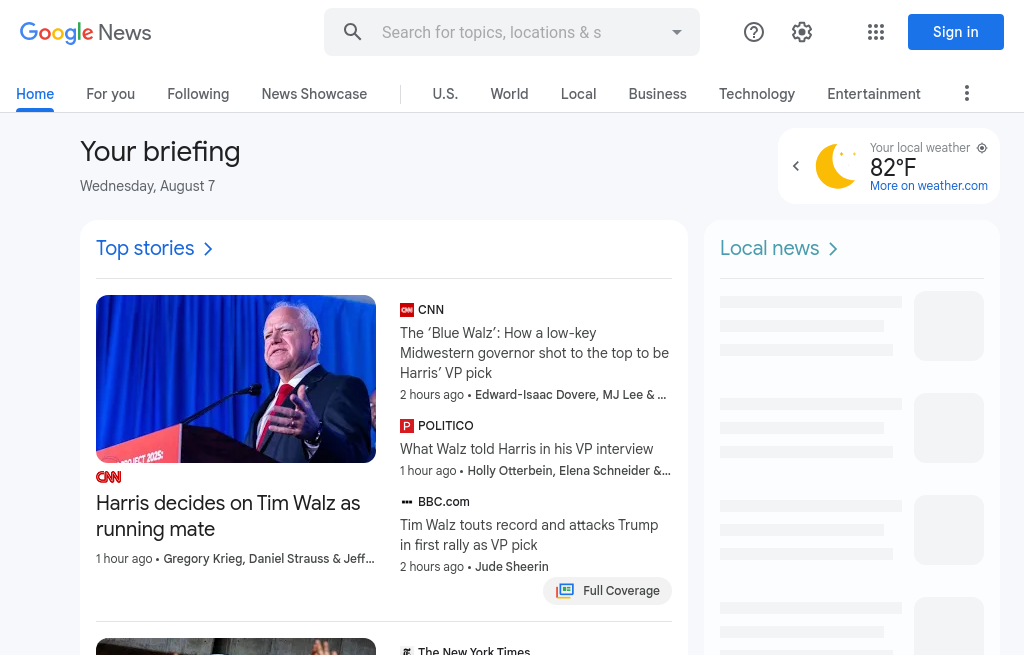 Google News
Search for topics, locations & s
Sign in
Home
For you
Following
News Showcase
U.S.
World
Local
Business
Technology
Entertainment
Your briefing
Wednesday, August 7
Your local weather
82°F
More on weather.com
Top stories
Local news
PROJECT 2025:
CNN
Harris decides on Tim Walz as
running mate
1 hour ago • Gregory Krieg, Daniel Strauss & Jeff…
CNN
The ‘Blue Walz’: How a low-key
Midwestern governor shot to the top to be
Harris’ VP pick
2 hours ago • Edward-Isaac Dovere, MJ Lee & …
POLITICO
What Walz told Harris in his VP interview
1 hour ago • Holly Otterbein, Elena Schneider &…
BBC.com
Tim Walz touts record and attacks Trump
in first rally as VP pick
2 hours ago • Jude Sheerin
Full Coverage
The New York Times